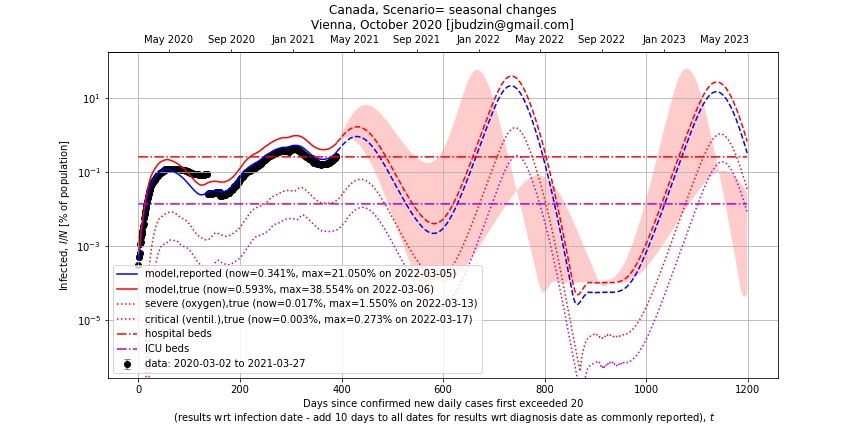 Canada, Scenario= seasonal changes
Vienna, October 2020 [jbudzin@gmail.com]
May 2020 Sep 2020 Jan 2021 May 2021 Sep 2021 Jan 2022 May 2022 Sep 2022 Jan 2023 May 2023
Infected, I/N [% of population]
10¹
10⁻¹
10⁻³
10⁻⁵
model,reported (now=0.341%, max=21.050% on 2022-03-05)
model,true (now=0.593%, max=38.554% on 2022-03-06)
severe (oxygen),true (now=0.017%, max=1.550% on 2022-03-13)
critical (ventil.),true (now=0.003%, max=0.273% on 2022-03-17)
hospital beds
ICU beds
data: 2020-03-02 to 2021-03-27
0 200 400 600 800 1000 1200
Days since confirmed new daily cases first exceeded 20
(results wrt infection date - add 10 days to all dates for results wrt diagnosis date as commonly reported), t